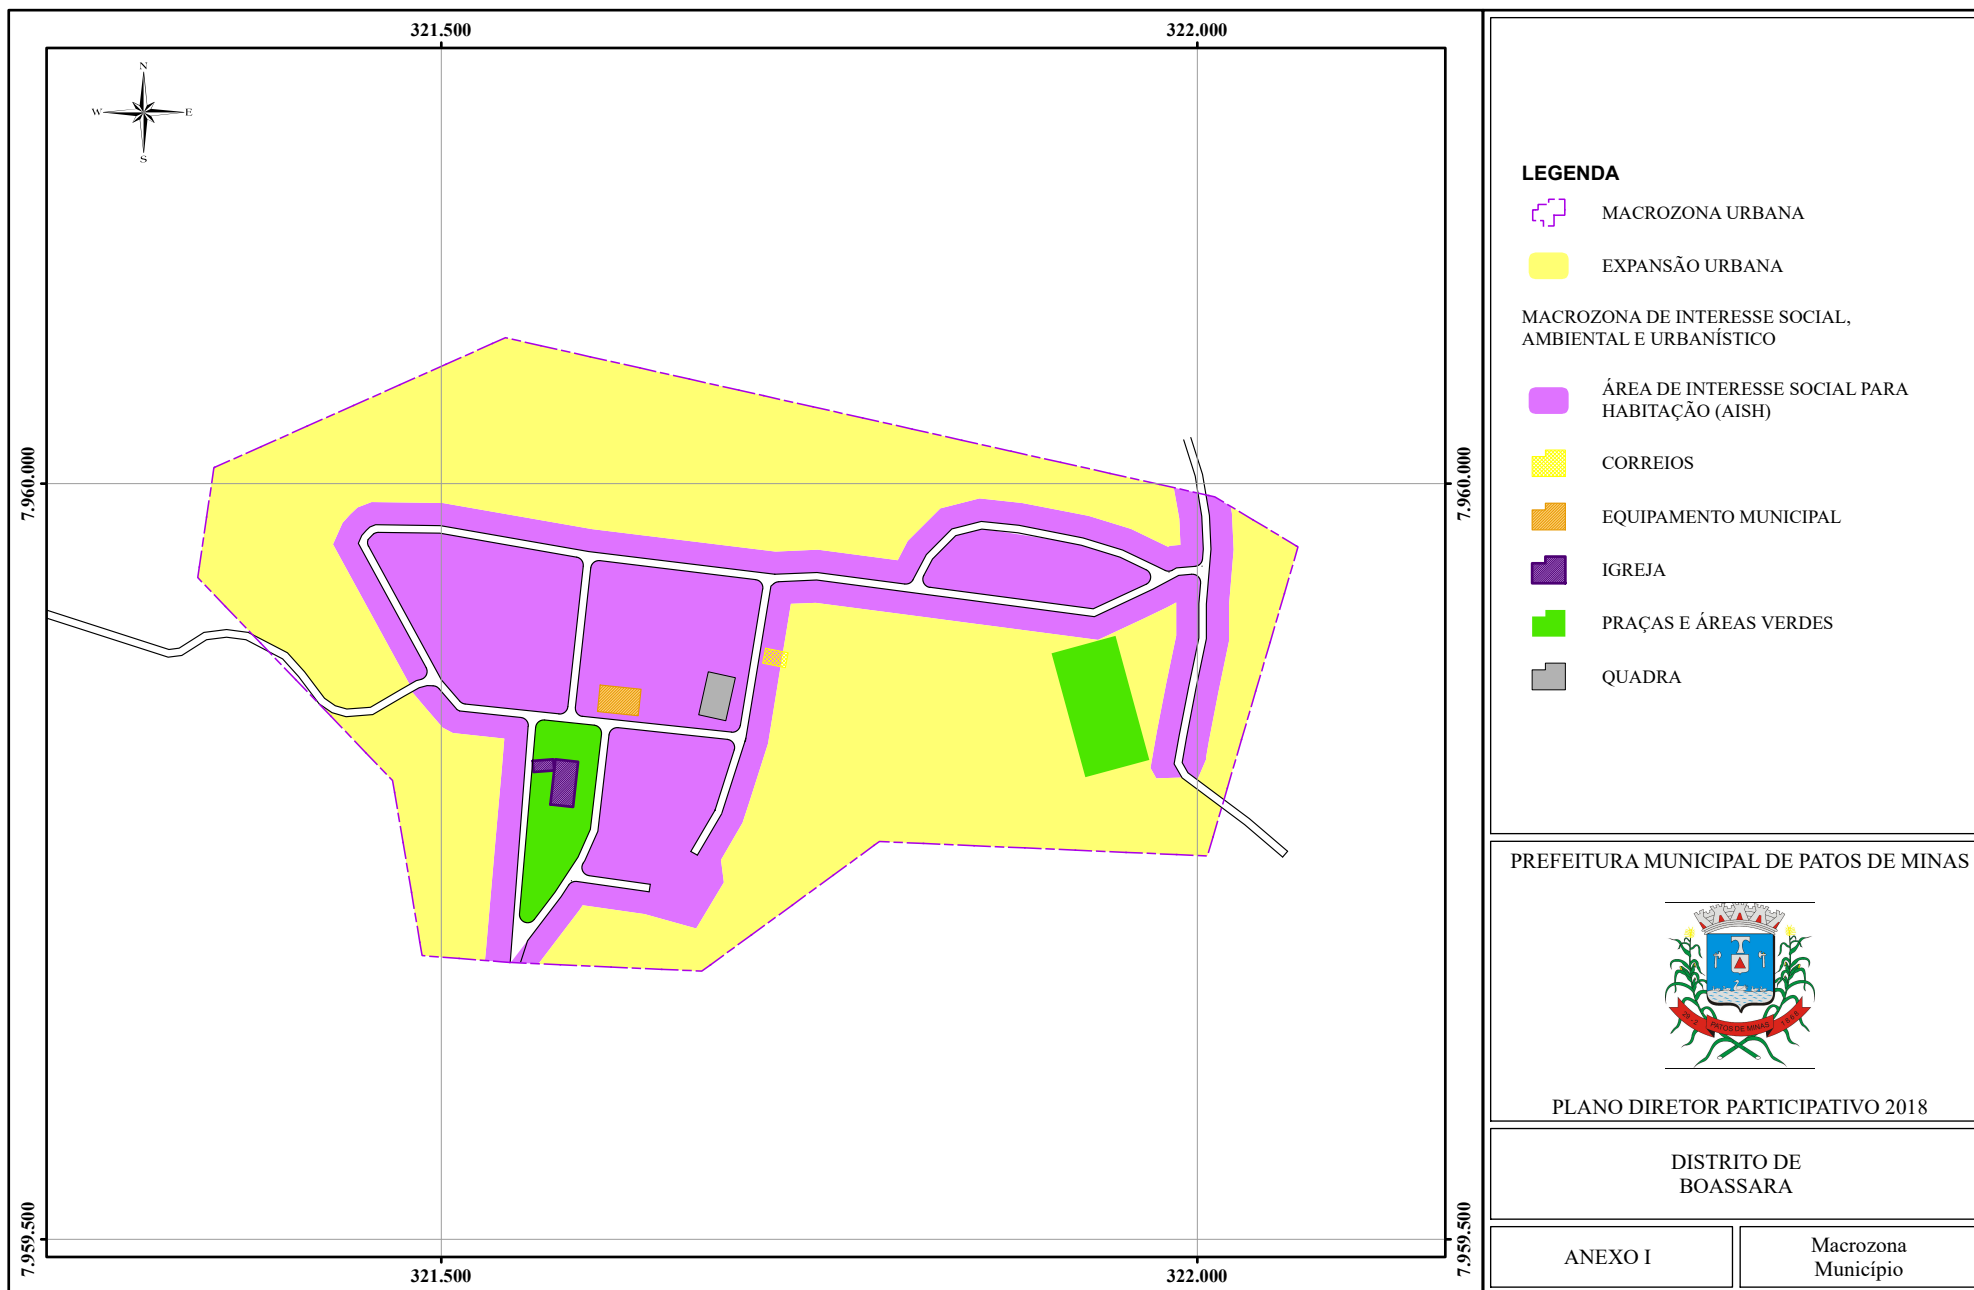 321.500
322.000
N
W
E
S
7.960.000
7.960.000
7.959.500
7.959.500
321.500
322.000
LEGENDA
MACROZONA URBANA
EXPANSÃO URBANA
MACROZONA DE INTERESSE SOCIAL,
AMBIENTAL E URBANÍSTICO
ÁREA DE INTERESSE SOCIAL PARA
HABITAÇÃO (AISH)
CORREIOS
EQUIPAMENTO MUNICIPAL
IGREJA
PRAÇAS E ÁREAS VERDES
QUADRA
PREFEITURA MUNICIPAL DE PATOS DE MINAS
PATOS DE MINAS
PLANO DIRETOR PARTICIPATIVO 2018
DISTRITO DE
BOASSARA
ANEXO I
Macrozona
Município